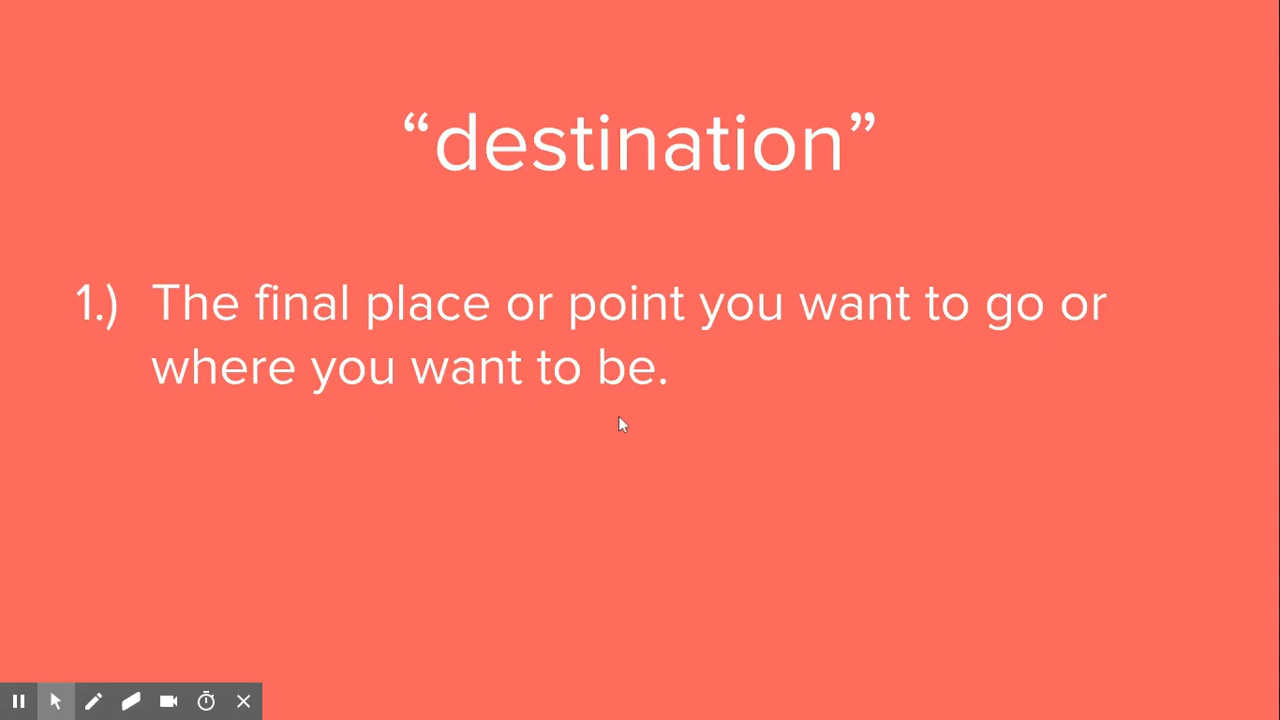 “destination”
1.) The final place or point you want to go or
where you want to be.